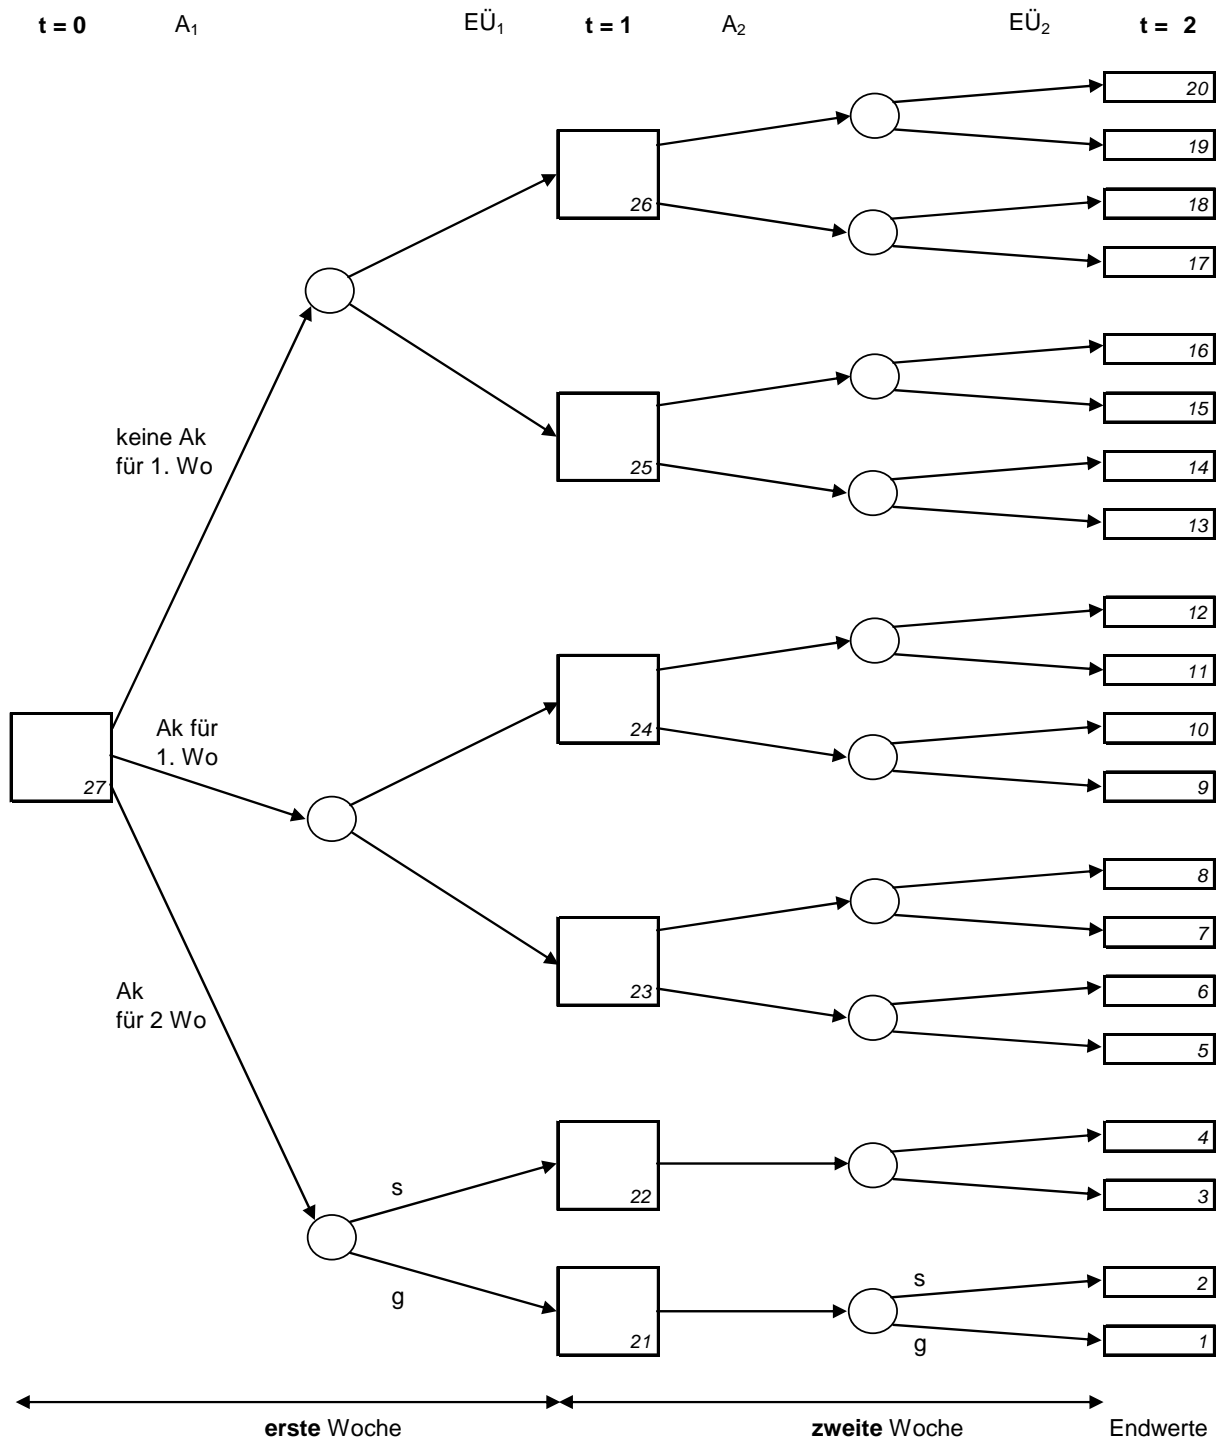 t = 0 A₁ EÜ₁ t = 1 A₂ EÜ₂ t = 2
20
19
26 18
17
16
keine Ak
für 1. Wo
15
25 14
13
12
11
Ak für
1. Wo
24 10
27 9
8
7
Ak
für 2 Wo
23 6
5
4
s 22 3
s 2
g 21 g 1
erste Woche zweite Woche Endwerte